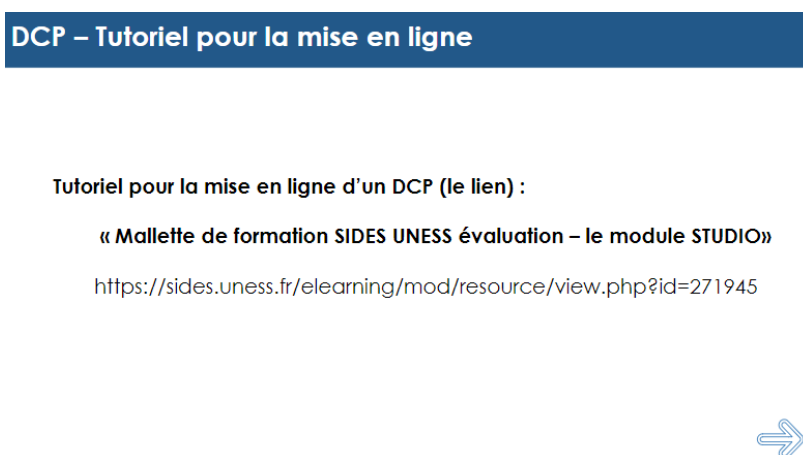 DCP – Tutoriel pour la mise en ligne
Tutoriel pour la mise en ligne d’un DCP (le lien) :
« Mallette de formation SIDES UNESS évaluation – le module STUDIO»
https://sides.uness.fr/elearning/mod/resource/view.php?id=271945